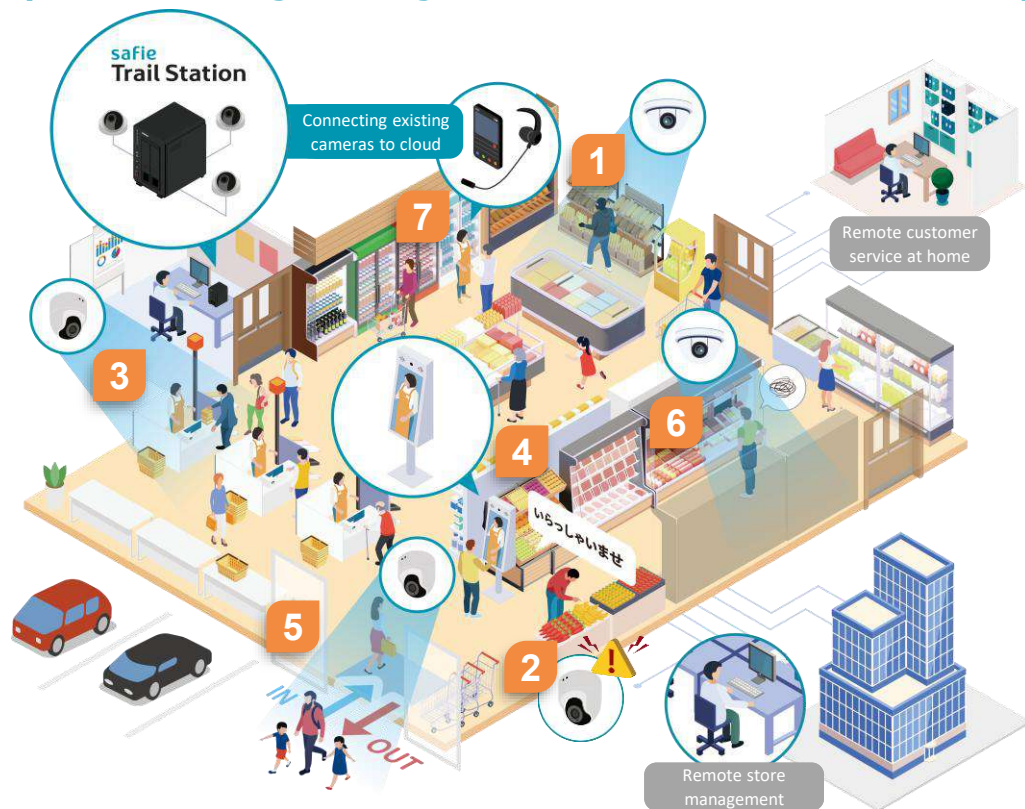 safie
Trail Station
Connecting existing
cameras to cloud
1
7
Remote customer
service at home
3
6
4
いらっしゃいませ
5
2
IN
OUT
Remote store
management